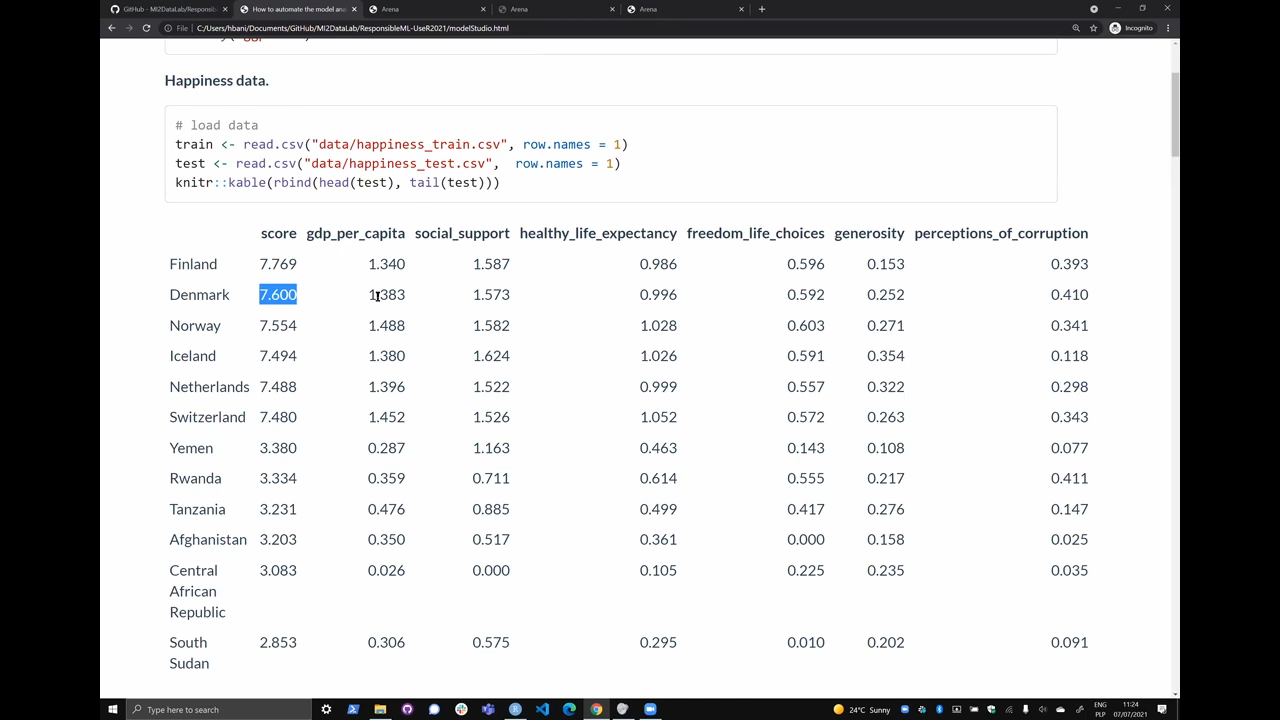 GitHub - MI2DataLab/Responsib
How to automate the model ana
Arena
Arena
Arena
File
C:/Users/hbani/Documents/GitHub/MI2DataLab/ResponsibleML-UseR2021/modelStudio.html
Incognito
Happiness data.
# load data
train <- read.csv("data/happiness_train.csv", row.names = 1)
test <- read.csv("data/happiness_test.csv",  row.names = 1)
knitr::kable(rbind(head(test), tail(test)))
score gdp_per_capita social_support healthy_life_expectancy freedom_life_choices generosity perceptions_of_corruption
Finland 7.769 1.340 1.587 0.986 0.596 0.153 0.393
Denmark 7.600 1.383 1.573 0.996 0.592 0.252 0.410
Norway 7.554 1.488 1.582 1.028 0.603 0.271 0.341
Iceland 7.494 1.380 1.624 1.026 0.591 0.354 0.118
Netherlands 7.488 1.396 1.522 0.999 0.557 0.322 0.298
Switzerland 7.480 1.452 1.526 1.052 0.572 0.263 0.343
Yemen 3.380 0.287 1.163 0.463 0.143 0.108 0.077
Rwanda 3.334 0.359 0.711 0.614 0.555 0.217 0.411
Tanzania 3.231 0.476 0.885 0.499 0.417 0.276 0.147
Afghanistan 3.203 0.350 0.517 0.361 0.000 0.158 0.025
Central 3.083 0.026 0.000 0.105 0.225 0.235 0.035
African
Republic
South 2.853 0.306 0.575 0.295 0.010 0.202 0.091
Sudan
Type here to search
24°C Sunny
ENG
PLP
11:24
07/07/2021